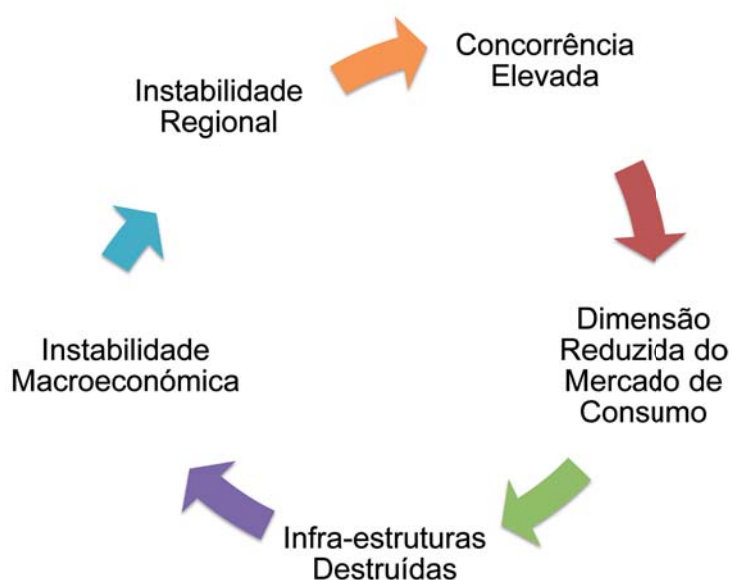 Concorrência
Elevada
Dimensão
Reduzida do
Mercado de
Consumo
Infra-estruturas
Destruídas
Instabilidade
Macroeconómica
Instabilidade
Regional